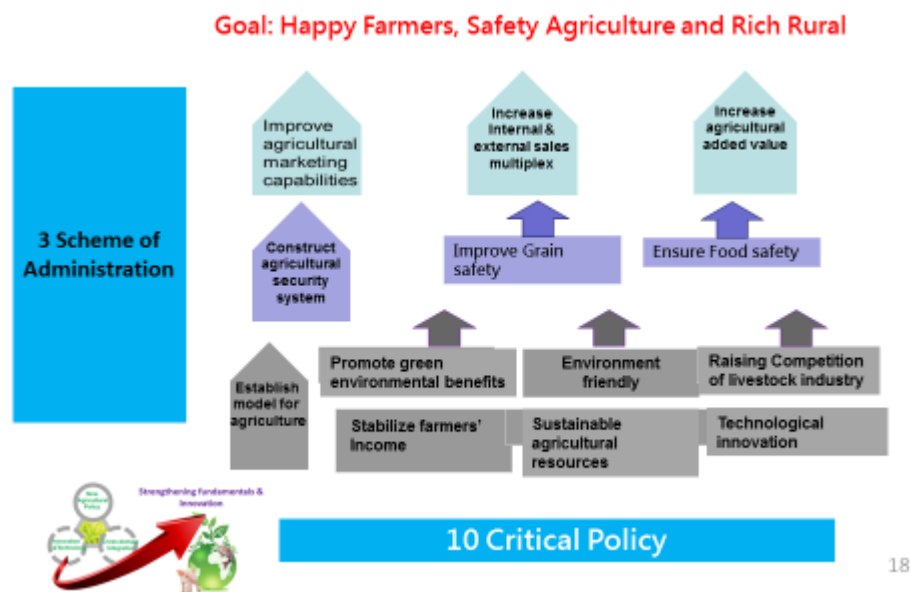 Goal: Happy Farmers, Safety Agriculture and Rich Rural
3 Scheme of
Administration
Improve
agricultural
marketing
capabilities
Increase
Internal &
external sales
multiplex
Increase
agricultural
added value
Construct
agricultural
security
system
Improve Grain
safety
Ensure Food safety
Establish
model for
agriculture
Promote green
environmental benefits
Environment
friendly
Raising Competition
of livestock industry
Stabilize farmers'
Income
Sustainable
agricultural
resources
Technological
innovation
New
Agricultural
Policy
Strengthening Fundamentals &
Innovation
10 Critical Policy
18